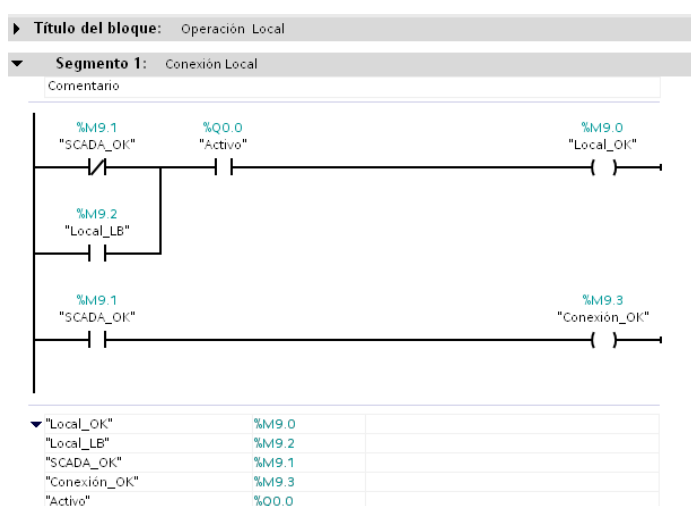 Título del bloque: Operación Local
Segmento 1: Conexión Local
Comentario
%M9.1 %Q0.0 %M9.0
"SCADA_OK" "Activo" "Local_OK"
%M9.2
"Local_LB"
%M9.1 %M9.3
"SCADA_OK" "Conexión_OK"
"Local_OK" %M9.0
"Local_LB" %M9.2
"SCADA_OK" %M9.1
"Conexión_OK" %M9.3
"Activo" %Q0.0